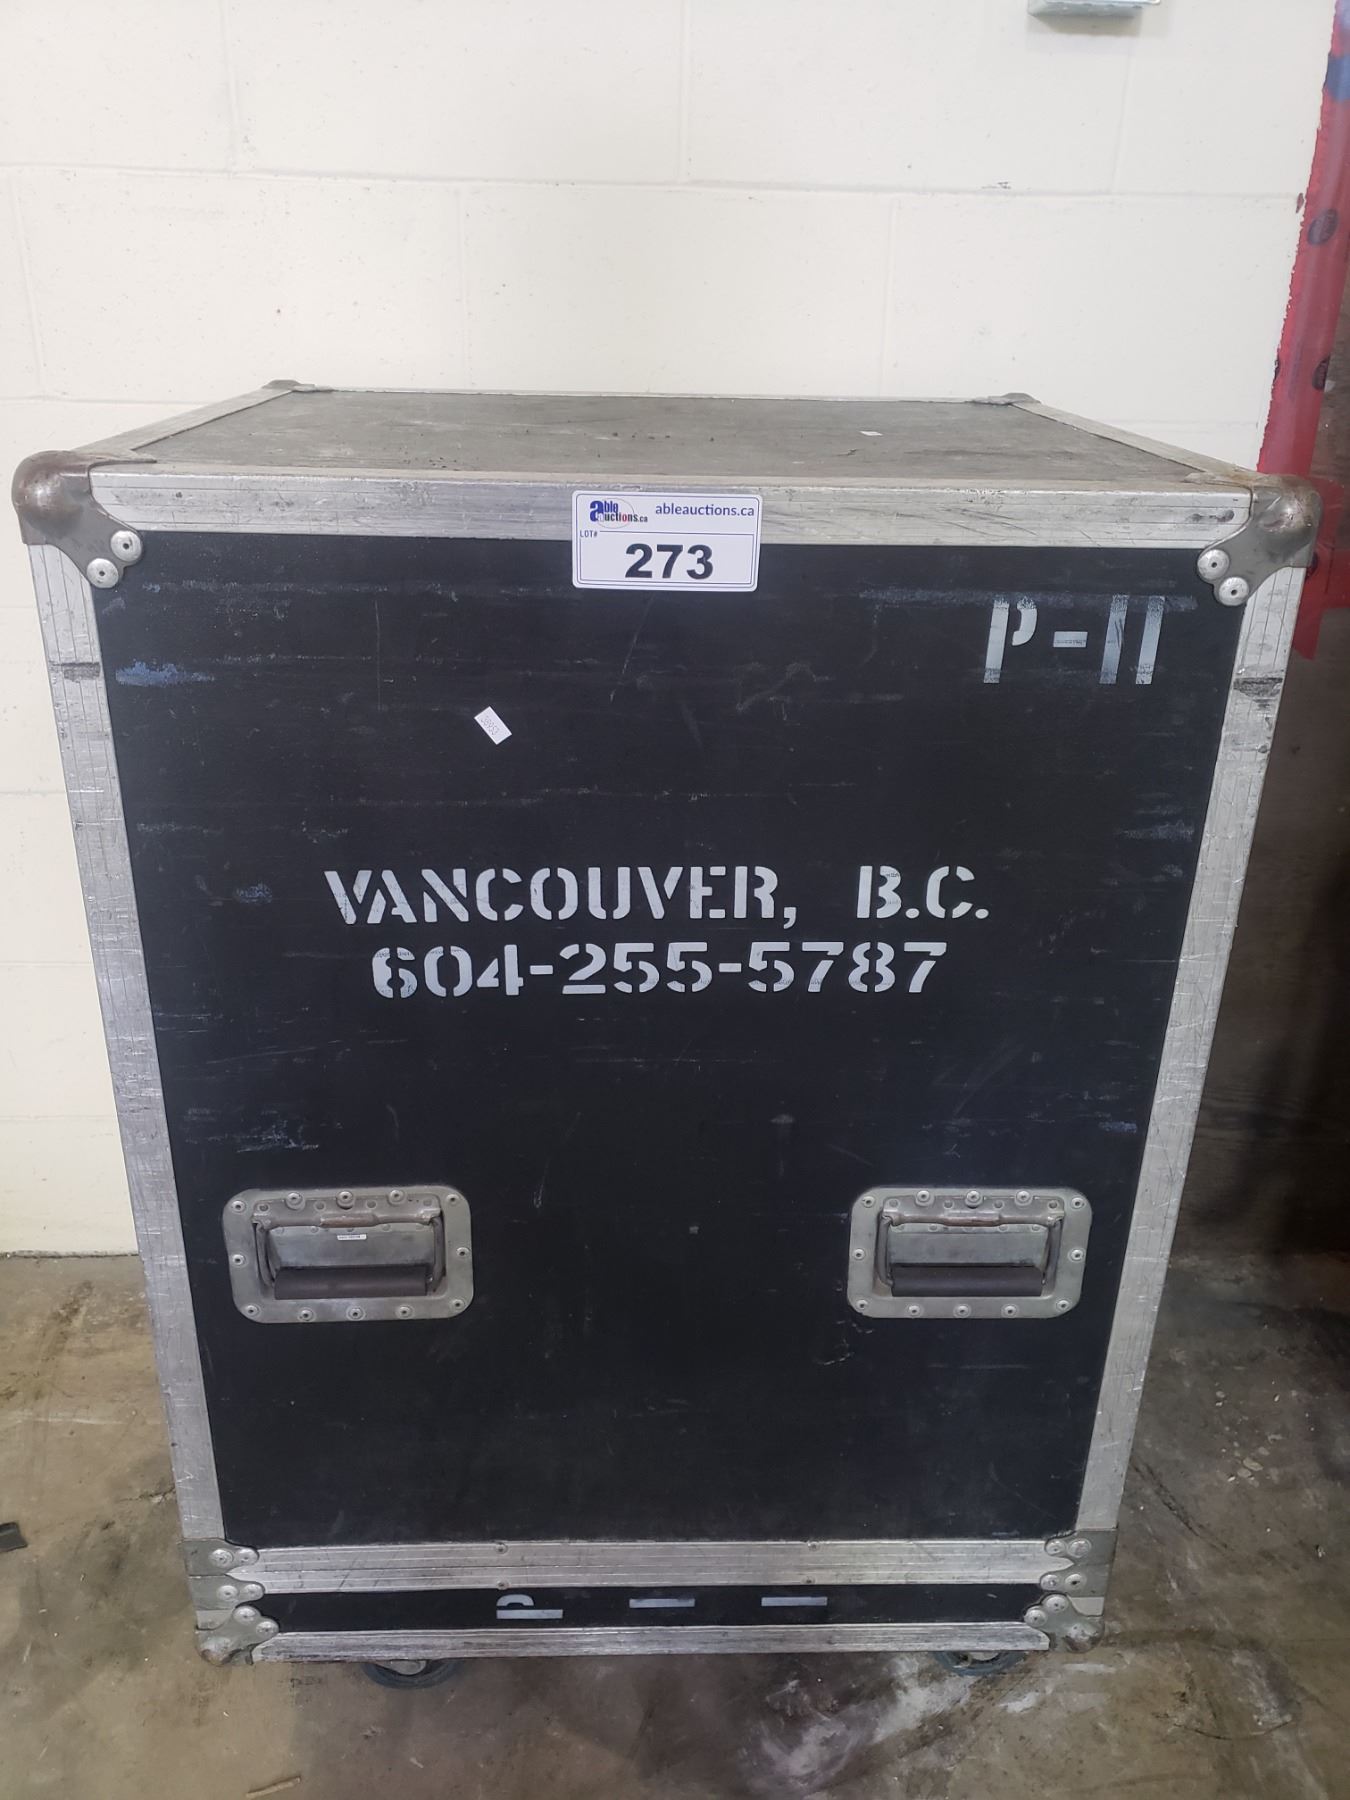 able auctions.ca
ableauctions.ca
LOT#
273
P-11
VANCOUVER, B.C.
604-255-5787